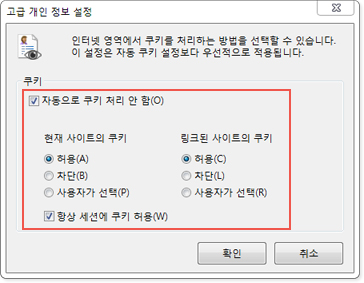 고급 개인 정보 설정
인터넷 영역에서 쿠키를 처리하는 방법을 선택할 수 있습니다.
이 설정은 자동 쿠키 설정보다 우선적으로 적용됩니다.
쿠키
자동으로 쿠키 처리 안 함(O)
현재 사이트의 쿠키
링크된 사이트의 쿠키
허용(A)
허용(C)
차단(B)
차단(L)
사용자가 선택(P)
사용자가 선택(R)
항상 세션에 쿠키 허용(W)
확인
취소